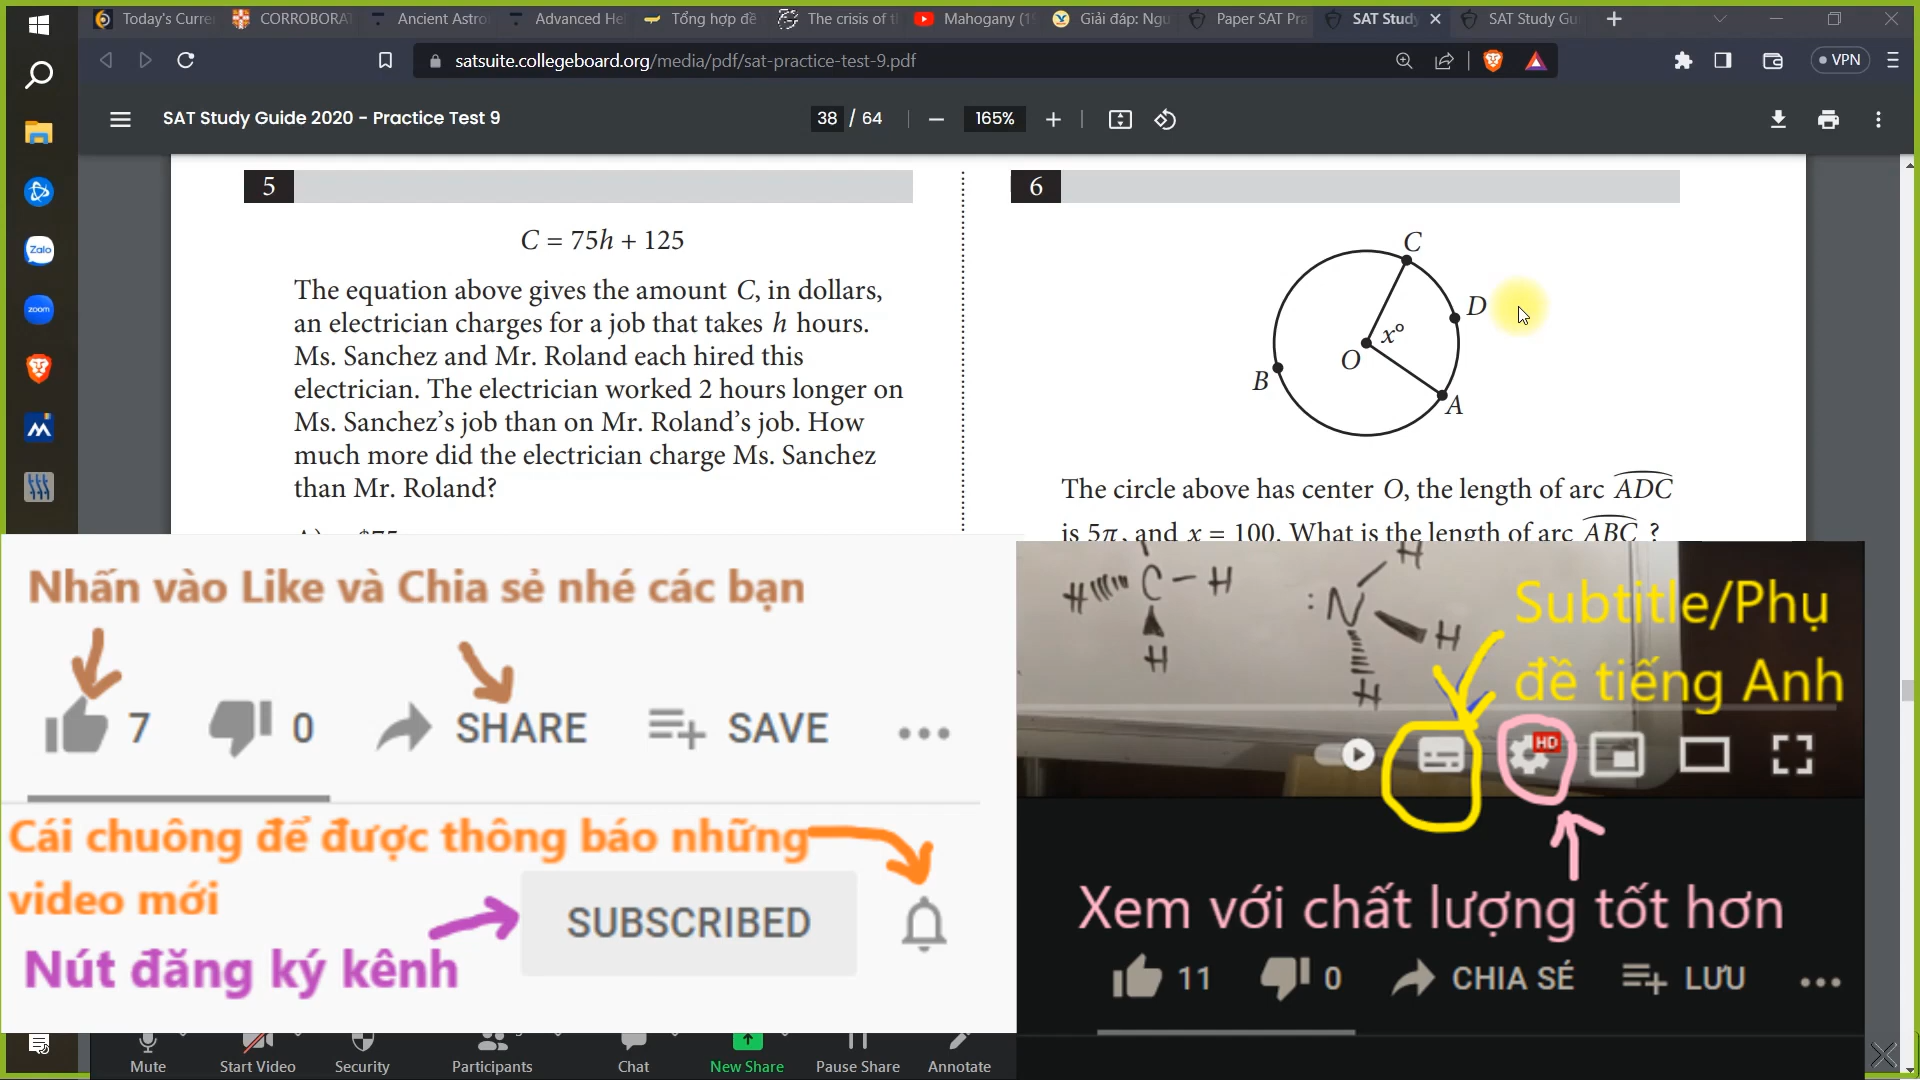 Today's Curre
CORROBORA
Ancient Astro
Advanced He
Tổng hợp đề
The crisis of t
Mahogany (1
Giải đáp: Ngu
Paper SAT Pra
SAT Study
SAT Study Gu
satsuite.collegeboard.org/media/pdf/sat-practice-test-9.pdf
VPN
SAT Study Guide 2020 - Practice Test 9
38 / 64
165%
Zalo
zoom
5
C = 75h + 125
The equation above gives the amount C, in dollars,
an electrician charges for a job that takes h hours.
Ms. Sanchez and Mr. Roland each hired this
electrician. The electrician worked 2 hours longer on
Ms. Sanchez's job than on Mr. Roland's job. How
much more did the electrician charge Ms. Sanchez
than Mr. Roland?
6
C
D
x°
O
B
A
The circle above has center O, the length of arc ADC
is 5π, and x = 100. What is the length of arc ABC ?
Nhấn vào Like và Chia sẻ nhé các bạn
7
0
SHARE
SAVE
Cái chuông để được thông báo những
video mới
SUBSCRIBED
Nút đăng ký kênh
H
C – H
H
:N
H
H
H
Subtitle/Phụ
đề tiếng Anh
HD
Xem với chất lượng tốt hơn
11
0
CHIA SẺ
LƯU
Mute
Start Video
Security
Participants
Chat
New Share
Pause Share
Annotate